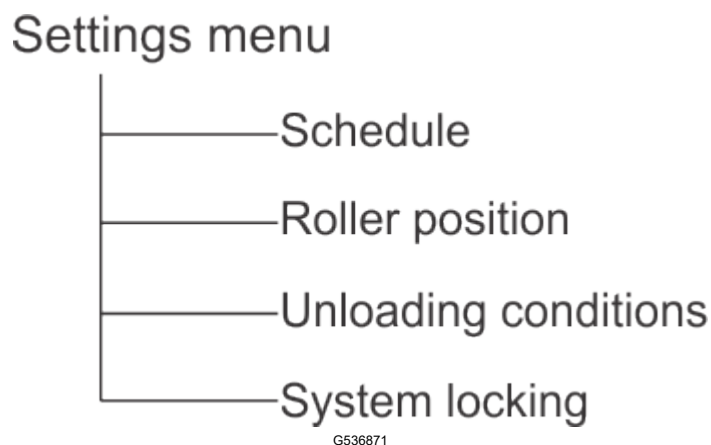 Settings menu
Schedule
Roller position
Unloading conditions
System locking
G536871